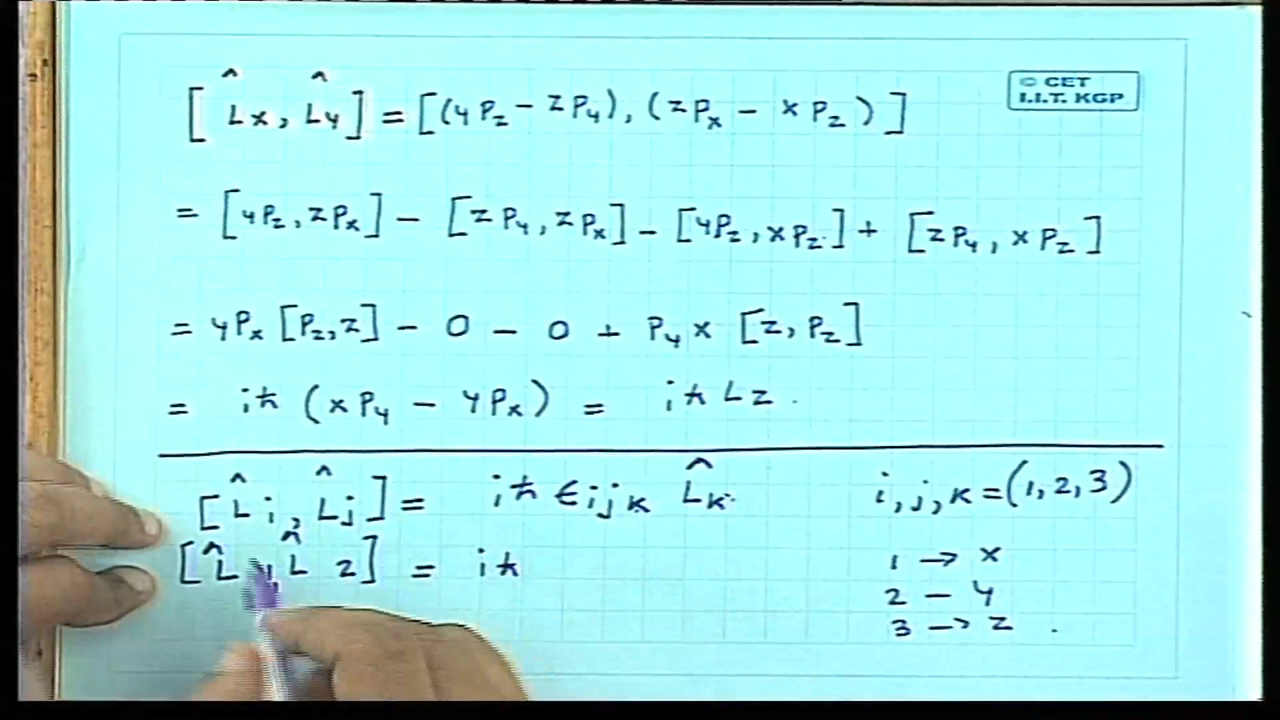 © CET
I.I.T. KGP
[L̂x, L̂y] = [(yPz - zPy), (zPx - xPz)]
= [yPz, zPx] - [zPy, zPx] - [yPz, xPz] + [zPy, xPz]
= yPx [Pz, z] - 0 - 0 + Py x [z, Pz]
= iħ (xPy - yPx) = iħ Lz.
[L̂i, L̂j] = iħ ϵijk L̂k. i, j, k = (1, 2, 3)
[L̂ , L̂ z] = iħ
1 → x
2 - y
3 → z .